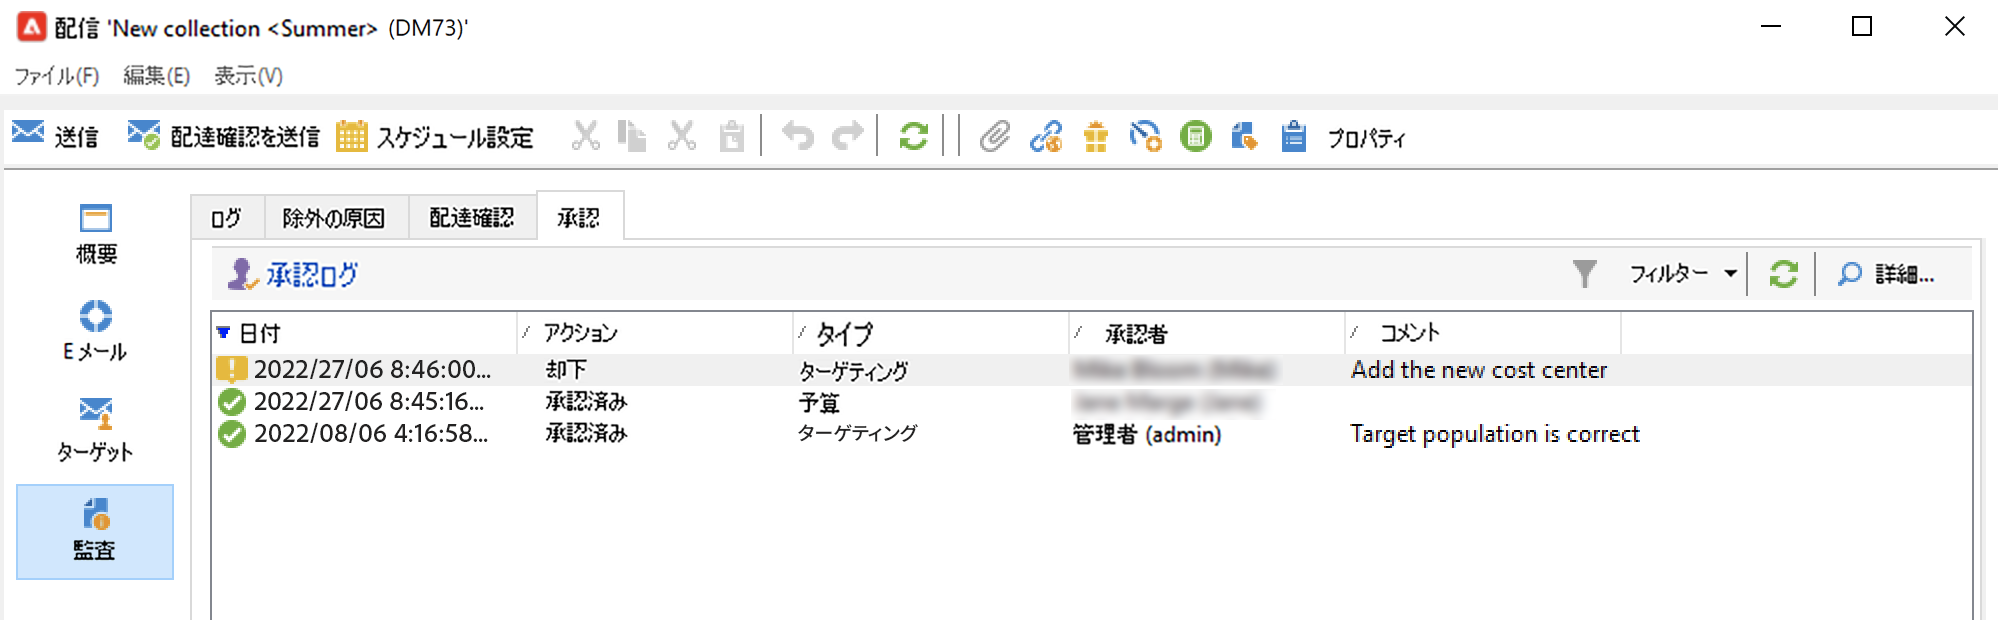 配信 'New collection <Summer> (DM73)'
ファイル(F) 編集(E) 表示(V)
送信 配達確認を送信 スケジュール設定 プロパティ
概要
Eメール
ターゲット
監査
ログ 除外の原因 配達確認 承認
承認ログ フィルター 詳細...
日付 アクション タイプ 承認者 コメント
2022/27/06 8:46:00... 却下 ターゲティング Add the new cost center
2022/27/06 8:45:16... 承認済み 予算
2022/08/06 4:16:58... 承認済み ターゲティング 管理者 (admin) Target population is correct